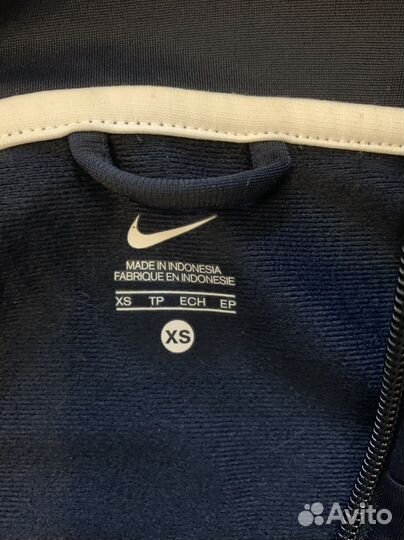 MADE IN INDONESIA
FABRIQUE EN INDONESIE
XS TP ECH EP
XS
Avito